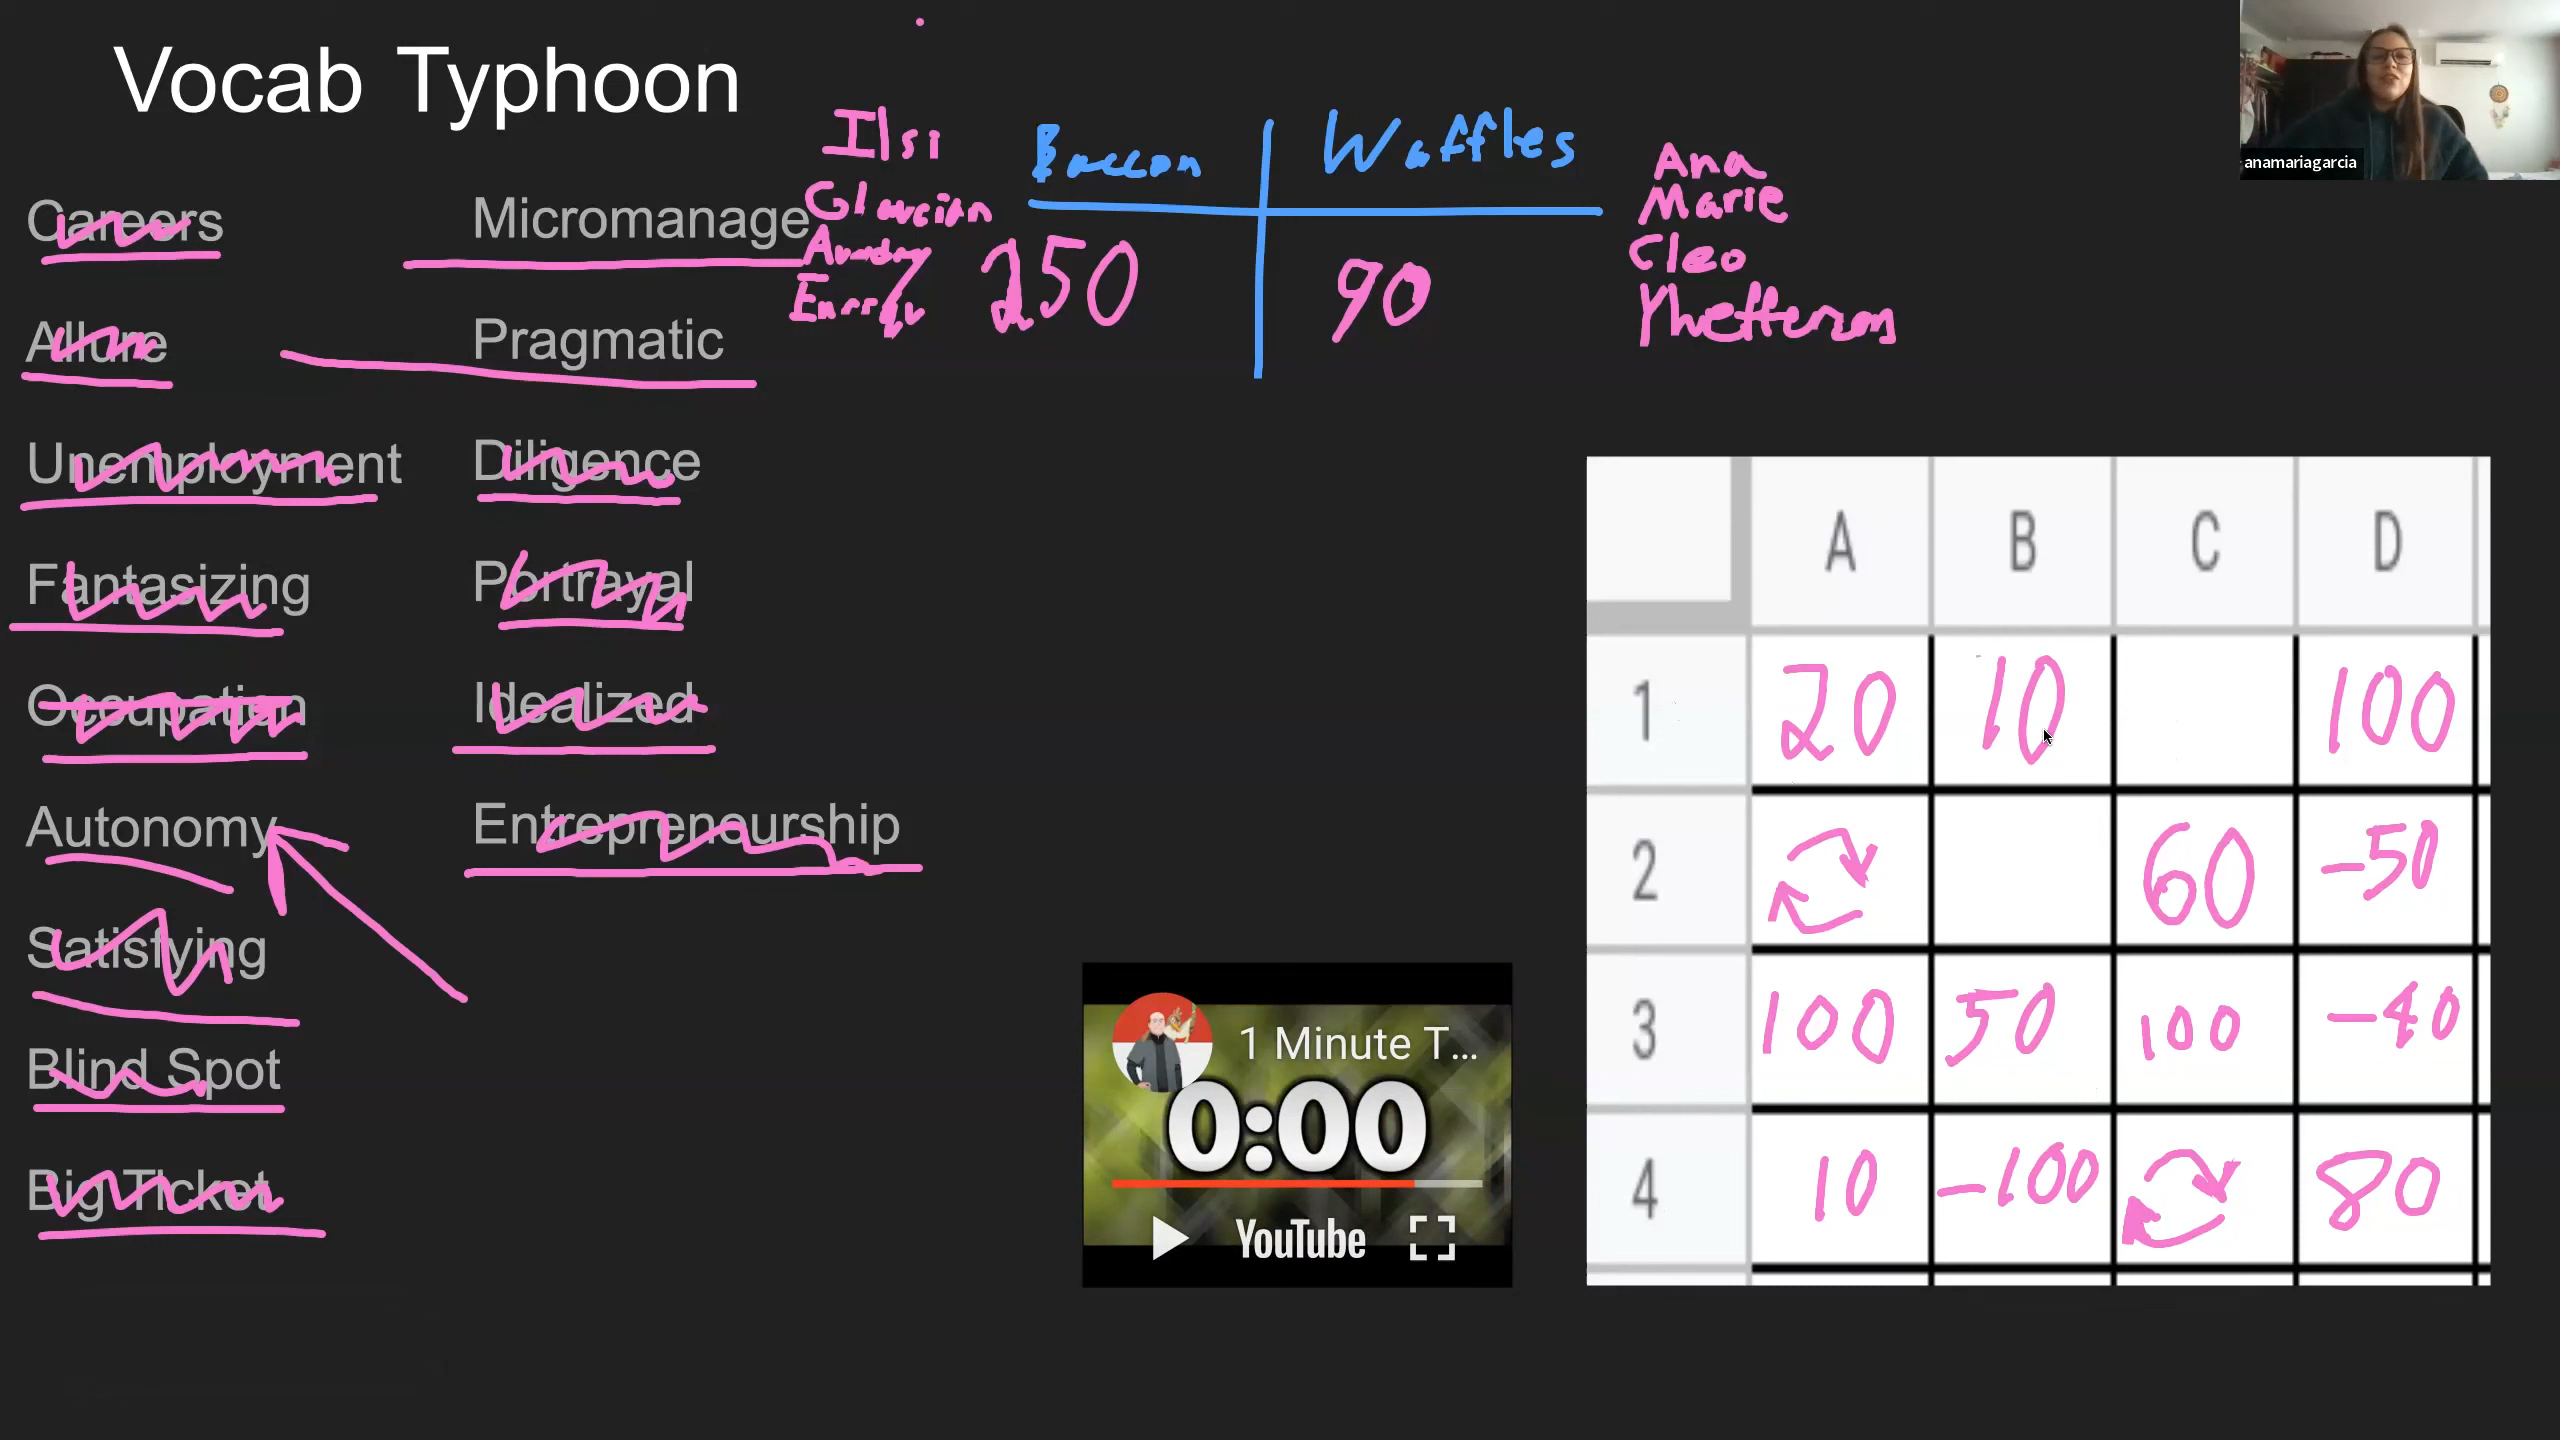 Vocab Typhoon
Careers
Allure
Unemployment
Fantasizing
Occupation
Autonomy
Satisfying
Blind Spot
Big Ticket
Micromanage
Pragmatic
Diligence
Portrayal
Idealized
Entrepreneurship
Ilsi
Baccon Waffles
250 90
Ana
Marie
Cleo
anamariagarcia
A B C D
1 20 10 100
2 60 -50
3 100 50 100 -40
4 10 -100 80
1 Minute T...
0:00
YouTube